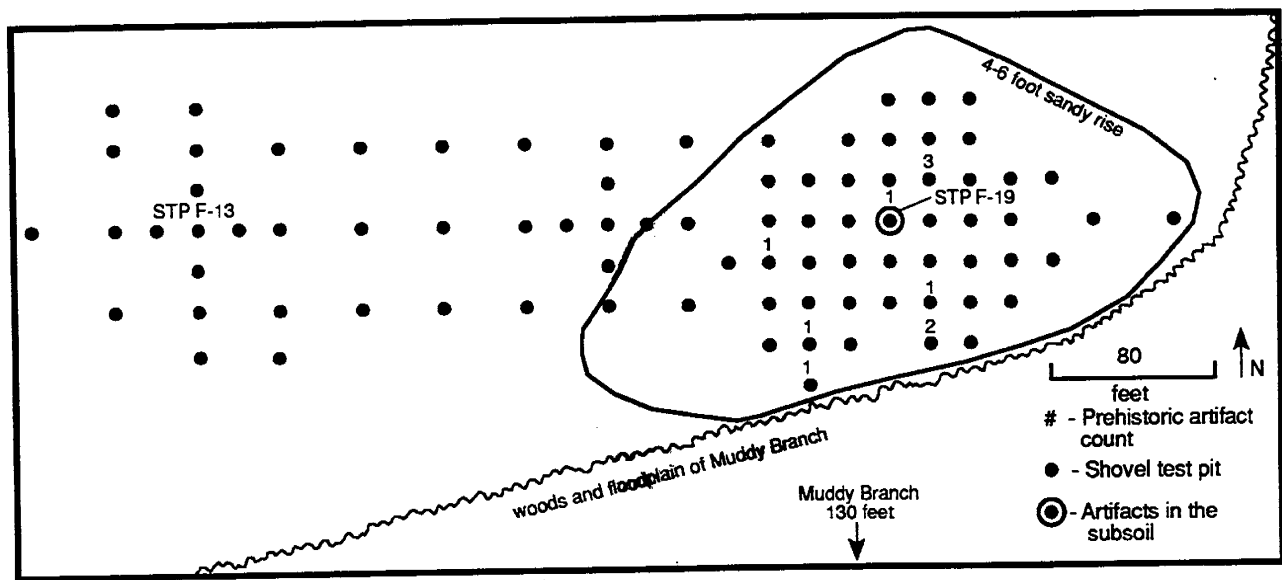 4-6 foot sandy rise
3
STP F-13
1
STP F-19
1
1
1
2
1
80
feet
N
# - Prehistoric artifact
count
- Shovel test pit
- Artifacts in the
subsoil
woods and floodplain of Muddy Branch
Muddy Branch
130 feet